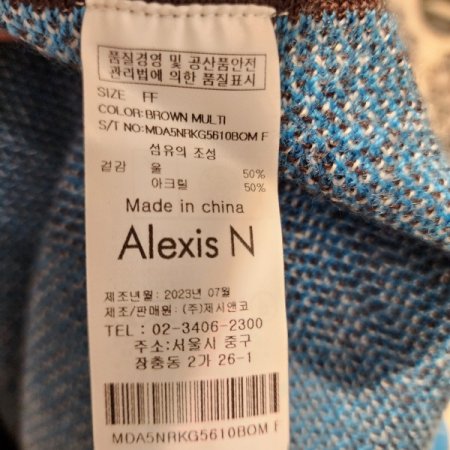 품질경영 및 공산품안전
관리법에 의한 품질표시
SIZE FF
COLOR:BROWN MULTI
S/T NO:MDA5NRKG5610BOM F
섬유의 조성
겉감 울 50%
아크릴 50%
Made in china
Alexis N
제조년월 : 2023년 07월
제조/판매원 : (주)제시앤코
TEL : 02-3406-2300
주소:서울시 중구
장충동 2가 26-1
MDA5NRKG5610BOM F